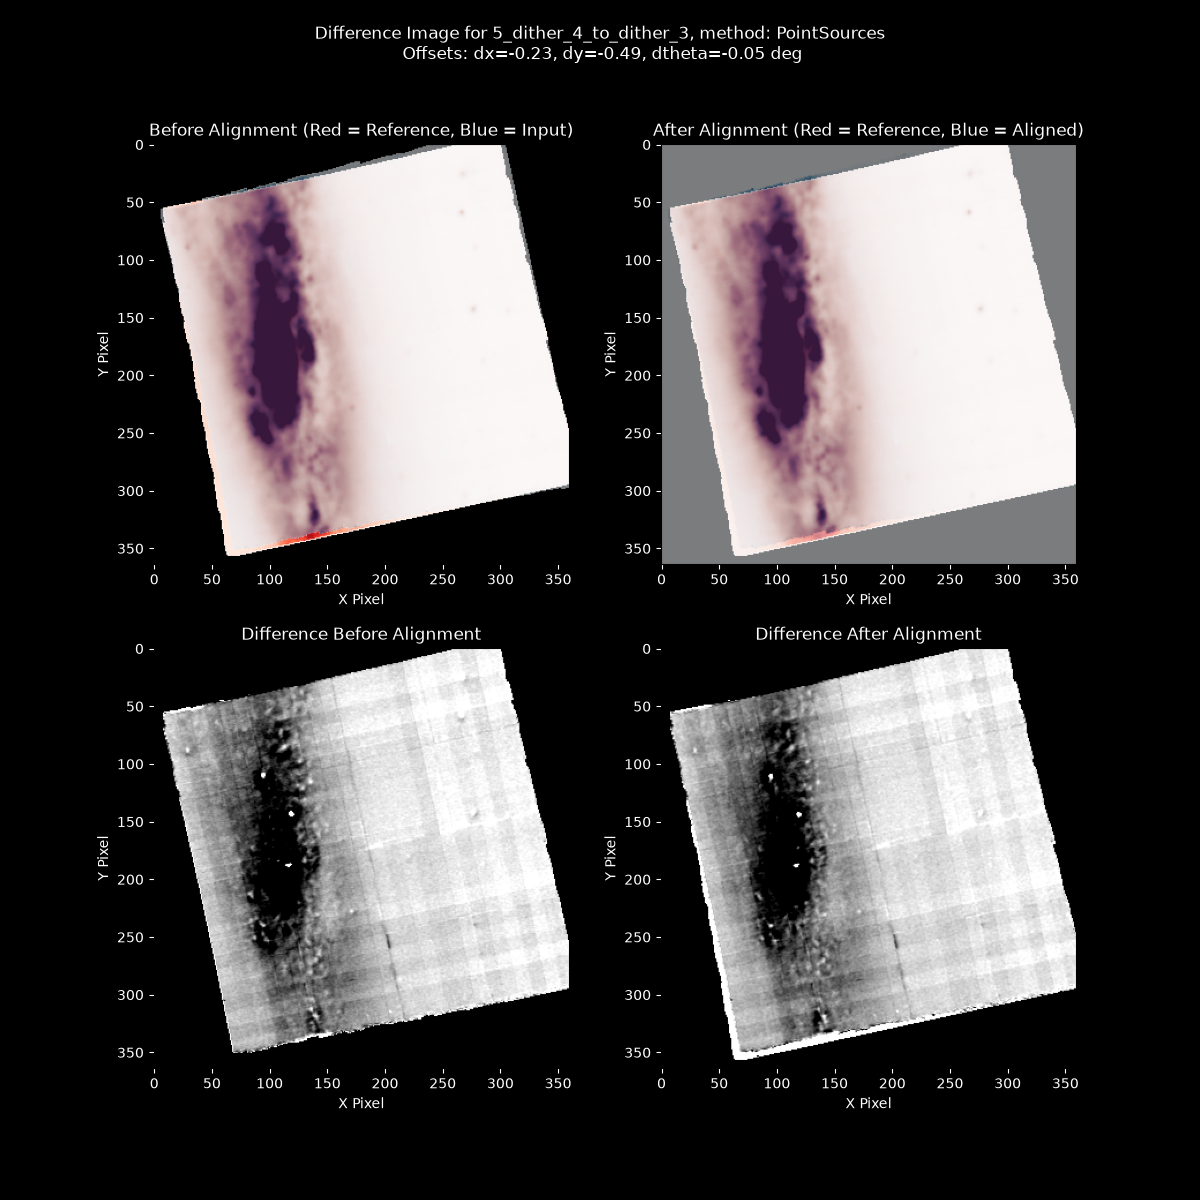 Difference Image for 5_dither_4_to_dither_3, method: PointSources
Offsets: dx=-0.23, dy=-0.49, dtheta=-0.05 deg
Before Alignment (Red = Reference, Blue = Input)
0
50
100
150
200
250
300
350
Y Pixel
0 50 100 150 200 250 300 350
X Pixel
After Alignment (Red = Reference, Blue = Aligned)
0
50
100
150
200
250
300
350
Y Pixel
0 50 100 150 200 250 300 350
X Pixel
Difference Before Alignment
0
50
100
150
200
250
300
350
Y Pixel
0 50 100 150 200 250 300 350
X Pixel
Difference After Alignment
0
50
100
150
200
250
300
350
Y Pixel
0 50 100 150 200 250 300 350
X Pixel